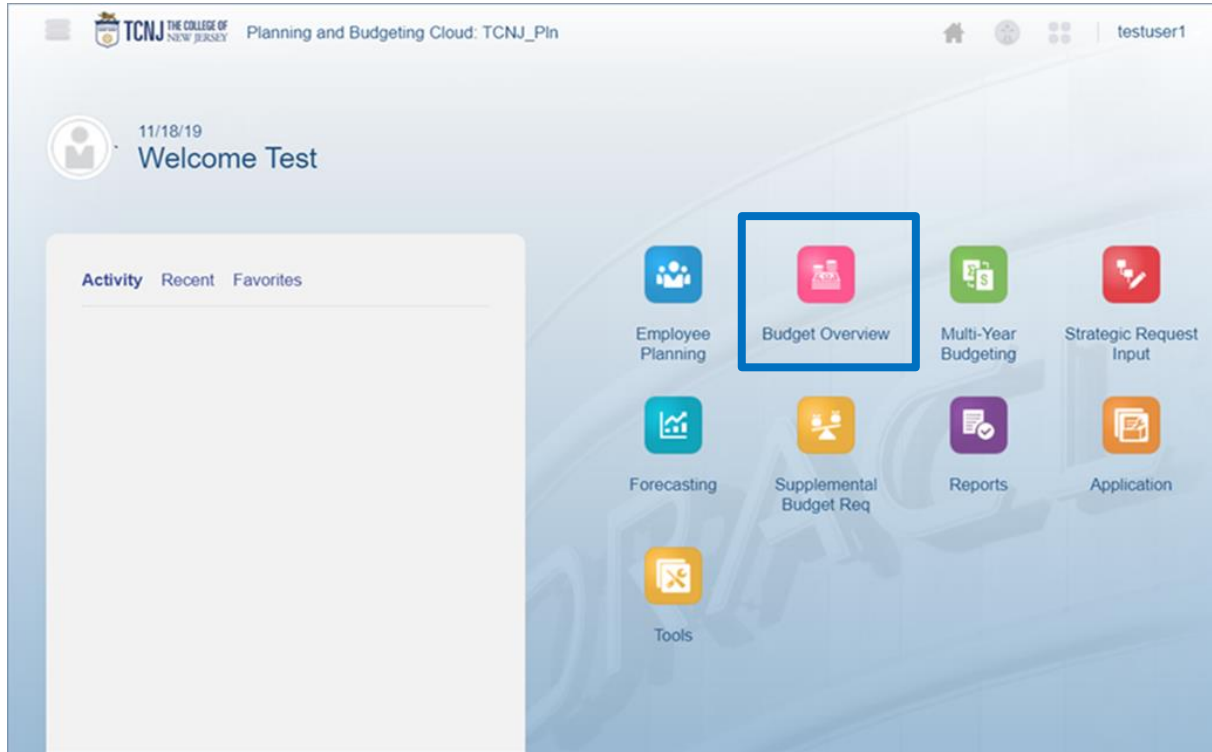 TCNJ THE COLLEGE OF NEW JERSEY Planning and Budgeting Cloud: TCNJ_Pln testuser1
11/18/19
Welcome Test
Activity Recent Favorites
Employee Planning
Budget Overview
Multi-Year Budgeting
Strategic Request Input
Forecasting
Supplemental Budget Req
Reports
Application
Tools
ORACL